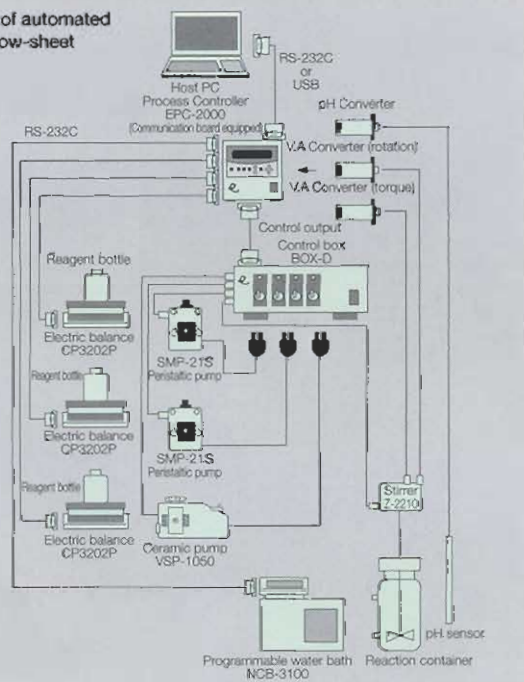 of automated
ow-sheet
RS-232C
or
USB
Host PC
Process Controller
EPC-2000
(Communication board equipped)
pH Converter
RS-232C
V.A Converter (rotation)
V.A Converter (torque)
Control output
Control box
BOX-D
Reagent bottle
Electric balance
CP3202P
SMP-21S
Peristaltic pump
Reagent bottle
Electric balance
CP3202P
SMP-21S
Peristaltic pump
Reagent bottle
Electric balance
CP3202P
Ceramic pump
VSP-1050
Stirrer
Z-2210
pH sensor
Programmable water bath
NCB-3100
Reaction container